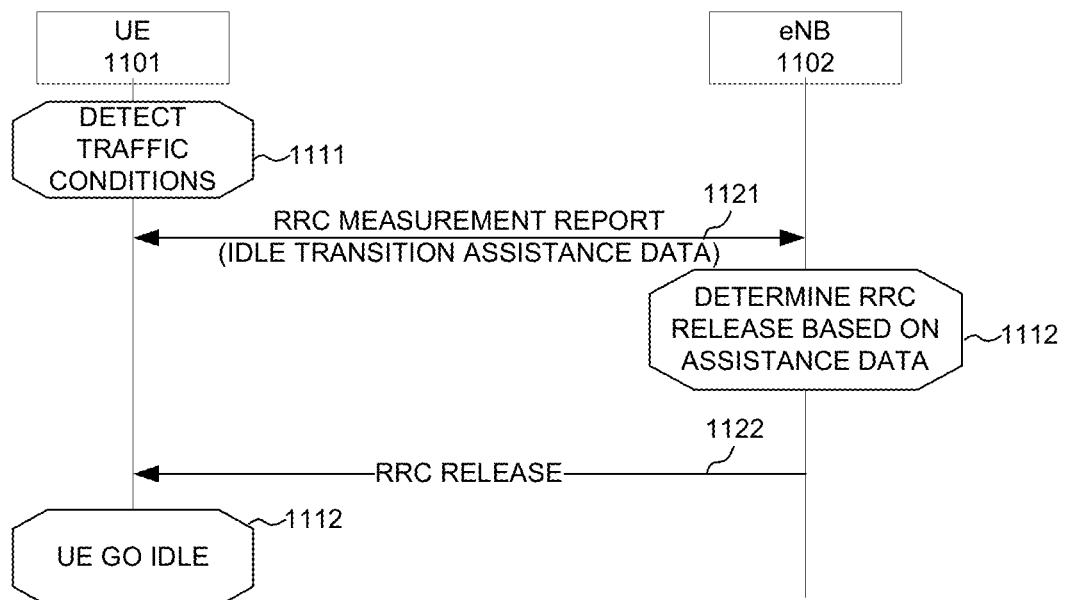 UE
1101
eNB
1102
DETECT
TRAFFIC
CONDITIONS
1111
1121
RRC MEASUREMENT REPORT
(IDLE TRANSITION ASSISTANCE DATA)
DETERMINE RRC
RELEASE BASED ON
ASSISTANCE DATA
1112
1122
RRC RELEASE
1112
UE GO IDLE